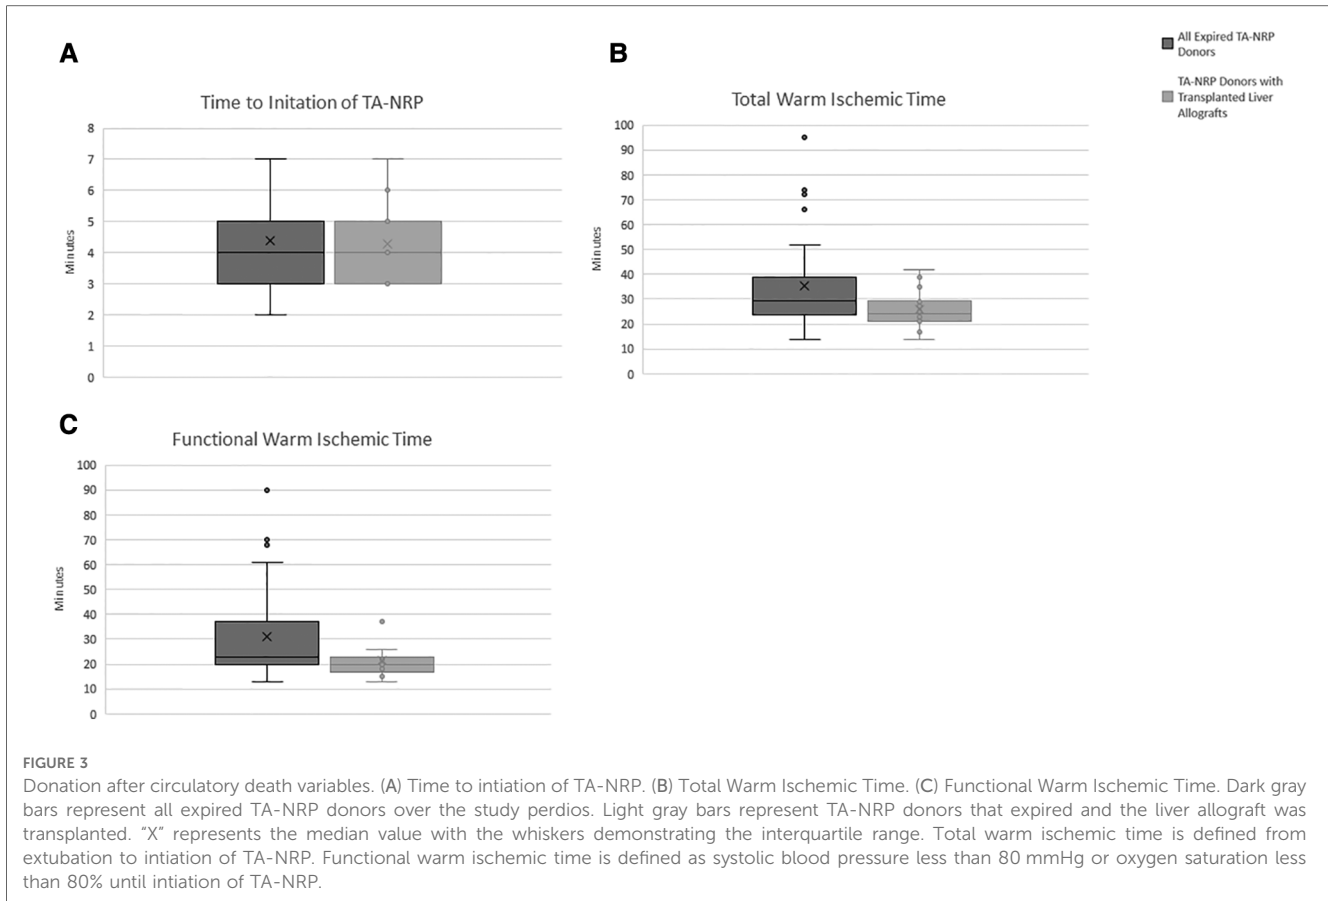 A
Time to Initation of TA-NRP
8
7
6
5
4
3
2
1
0
Minutes
B
Total Warm Ischemic Time
100
90
80
70
60
50
40
30
20
10
0
Minutes
All Expired TA-NRP
Donors
TA-NRP Donors with
Transplanted Liver
Allografts
C
Functional Warm Ischemic Time
100
90
80
70
60
50
40
30
20
10
0
Minutes
FIGURE 3
Donation after circulatory death variables. (A) Time to intiation of TA-NRP. (B) Total Warm Ischemic Time. (C) Functional Warm Ischemic Time. Dark gray
bars represent all expired TA-NRP donors over the study perdios. Light gray bars represent TA-NRP donors that expired and the liver allograft was
transplanted. “X” represents the median value with the whiskers demonstrating the interquartile range. Total warm ischemic time is defined from
extubation to intiation of TA-NRP. Functional warm ischemic time is defined as systolic blood pressure less than 80 mmHg or oxygen saturation less
than 80% until intiation of TA-NRP.